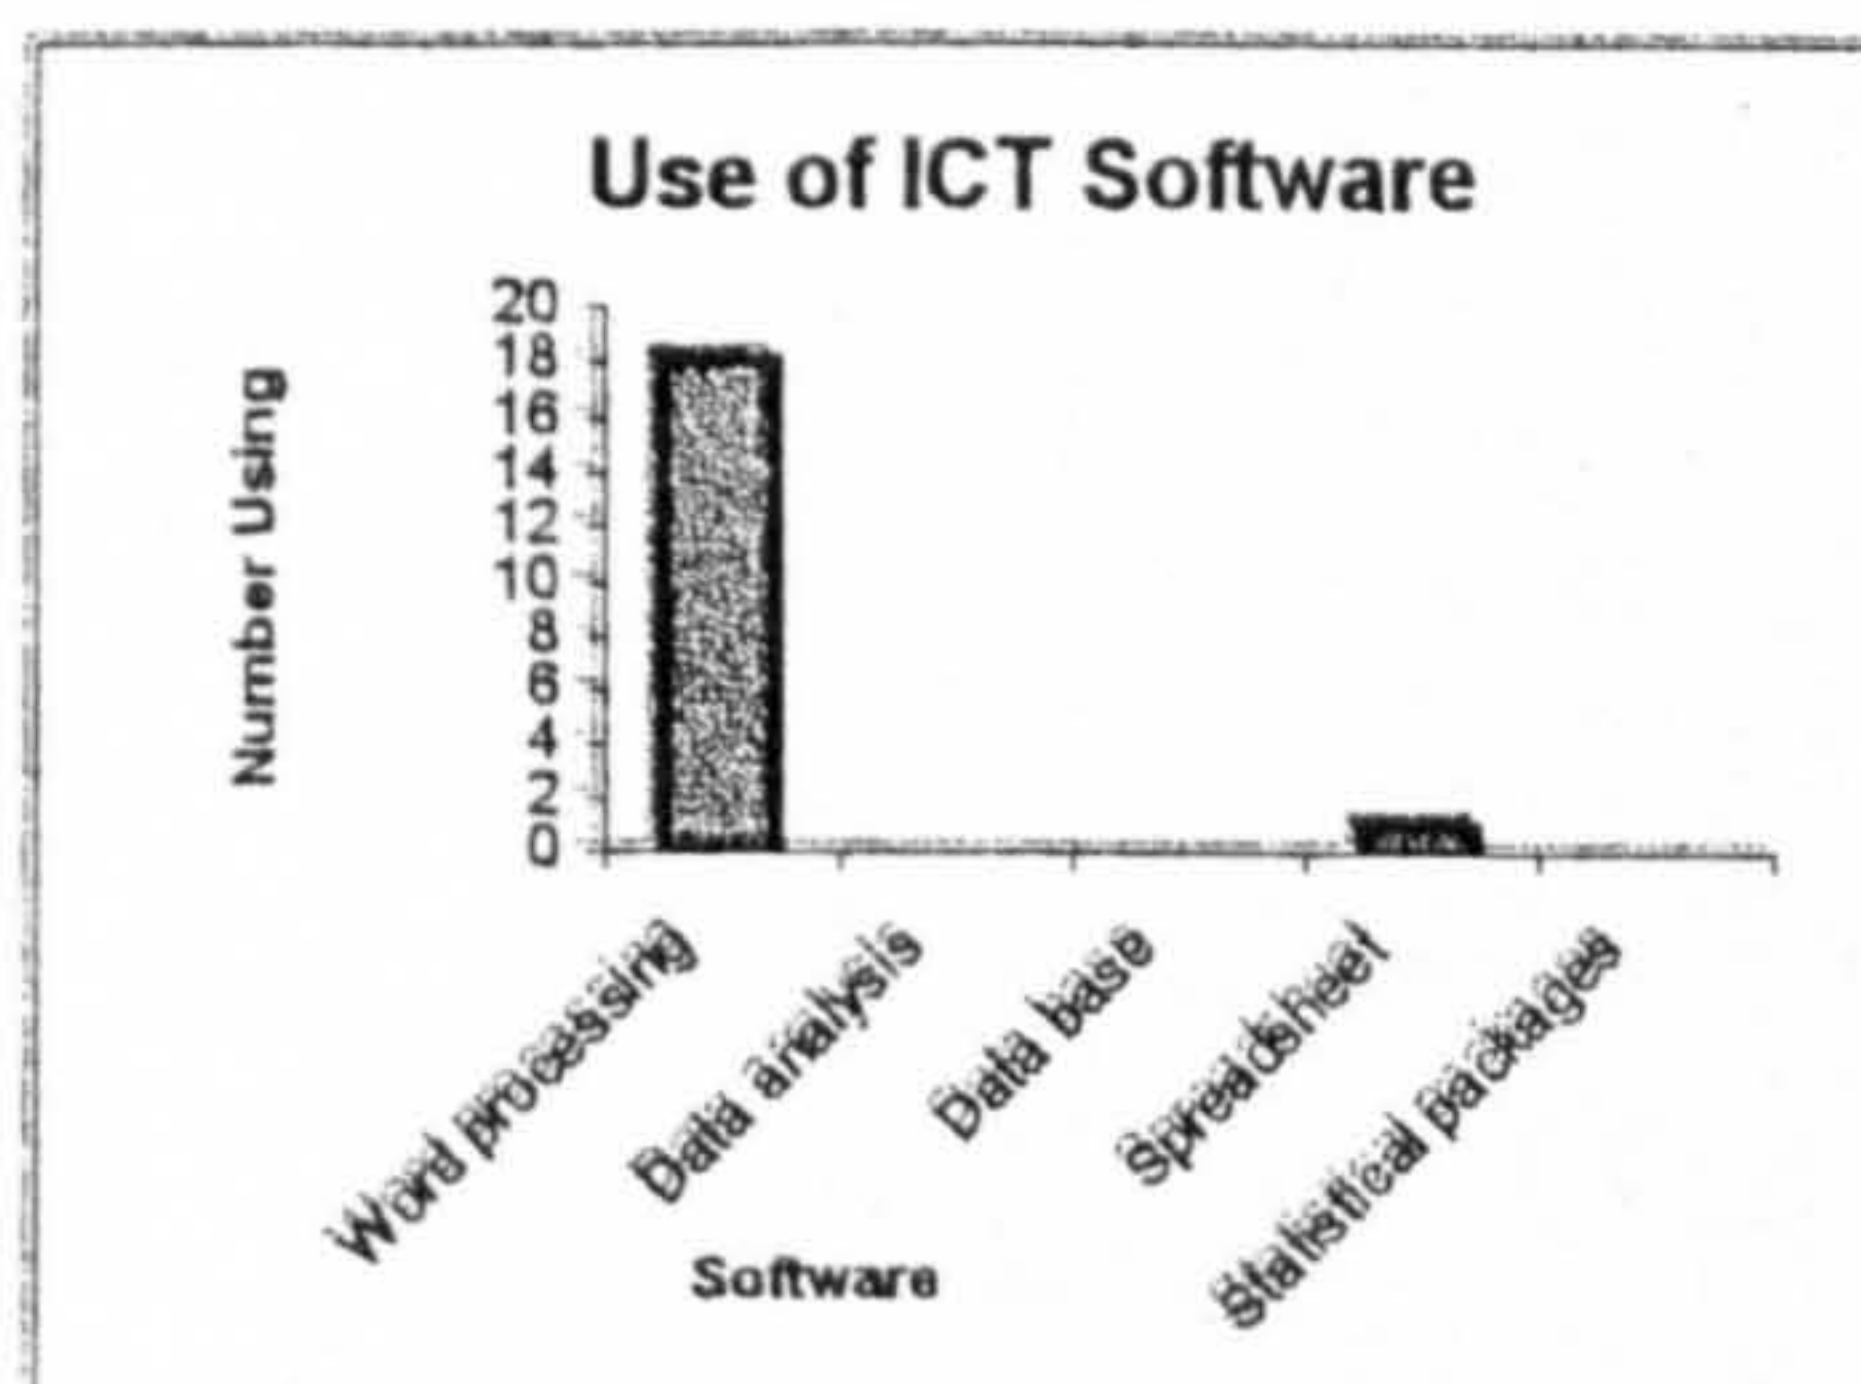 Use of ICT Software
Number Using
20
18
16
14
12
10
8
6
4
2
0
Word processing
Data analysis
Data base
Spreadsheet
Statistical packages
Software